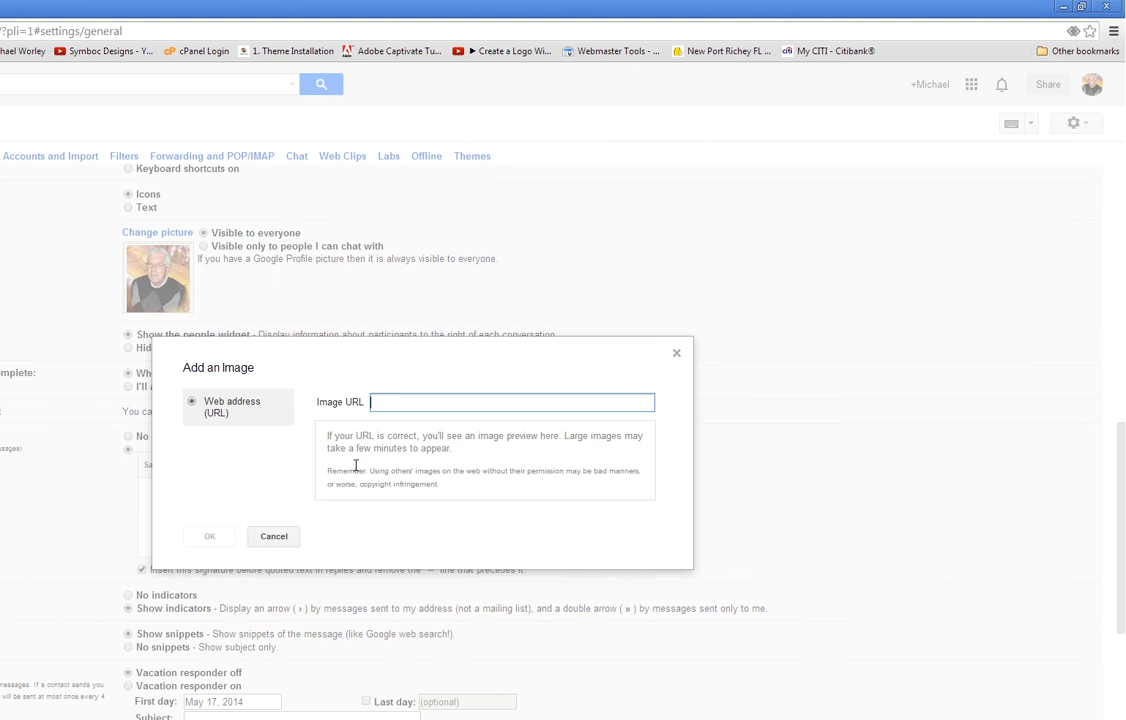 ?pli=1#settings/general
hael Worley Symboc Designs - Y... cPanel Login 1. Theme Installation Adobe Captivate Tu... ► Create a Logo Wi... Webmaster Tools - ... New Port Richey FL ... citi My CITI - Citibank® Other bookmarks
+Michael Share
Accounts and Import Filters Forwarding and POP/IMAP Chat Web Clips Labs Offline Themes
Keyboard shortcuts on
Icons
Text
Change picture Visible to everyone
Visible only to people I can chat with
If you have a Google Profile picture then it is always visible to everyone.
Show the people widget - Display information about participants to the right of each conversation.
Hid
Add an Image
omplete: Wh
I'll
Web address Image URL
(URL)
You ca
If your URL is correct, you'll see an image preview here. Large images may
No
take a few minutes to appear.
ssages)
Sa
Remember: Using others' images on the web without their permission may be bad manners,
or worse, copyright infringement.
OK Cancel
Insert this signature before quoted text in replies and remove the "--" line that precedes it.
No indicators
Show indicators - Display an arrow ( › ) by messages sent to my address (not a mailing list), and a double arrow ( » ) by messages sent only to me.
Show snippets - Show snippets of the message (like Google web search!).
No snippets - Show subject only.
Vacation responder off
messages. If a contact sends you Vacation responder on
will be sent at most once every 4
First day: May 17, 2014 Last day: (optional)
Subject: